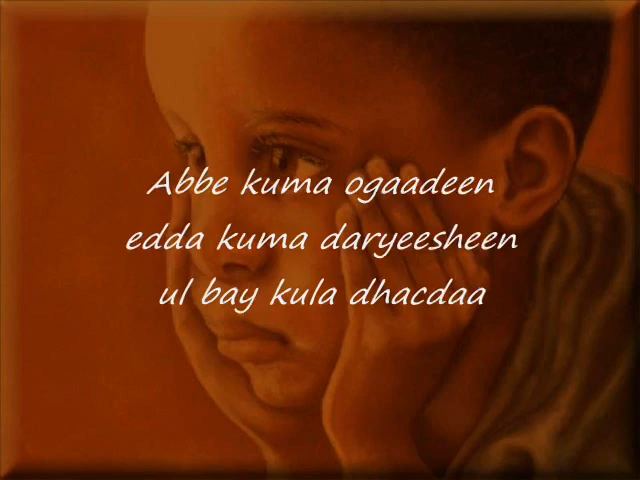 Abbe kuma ogaadeen
edda kuma daryeesheen
ul bay kula dhacdaa